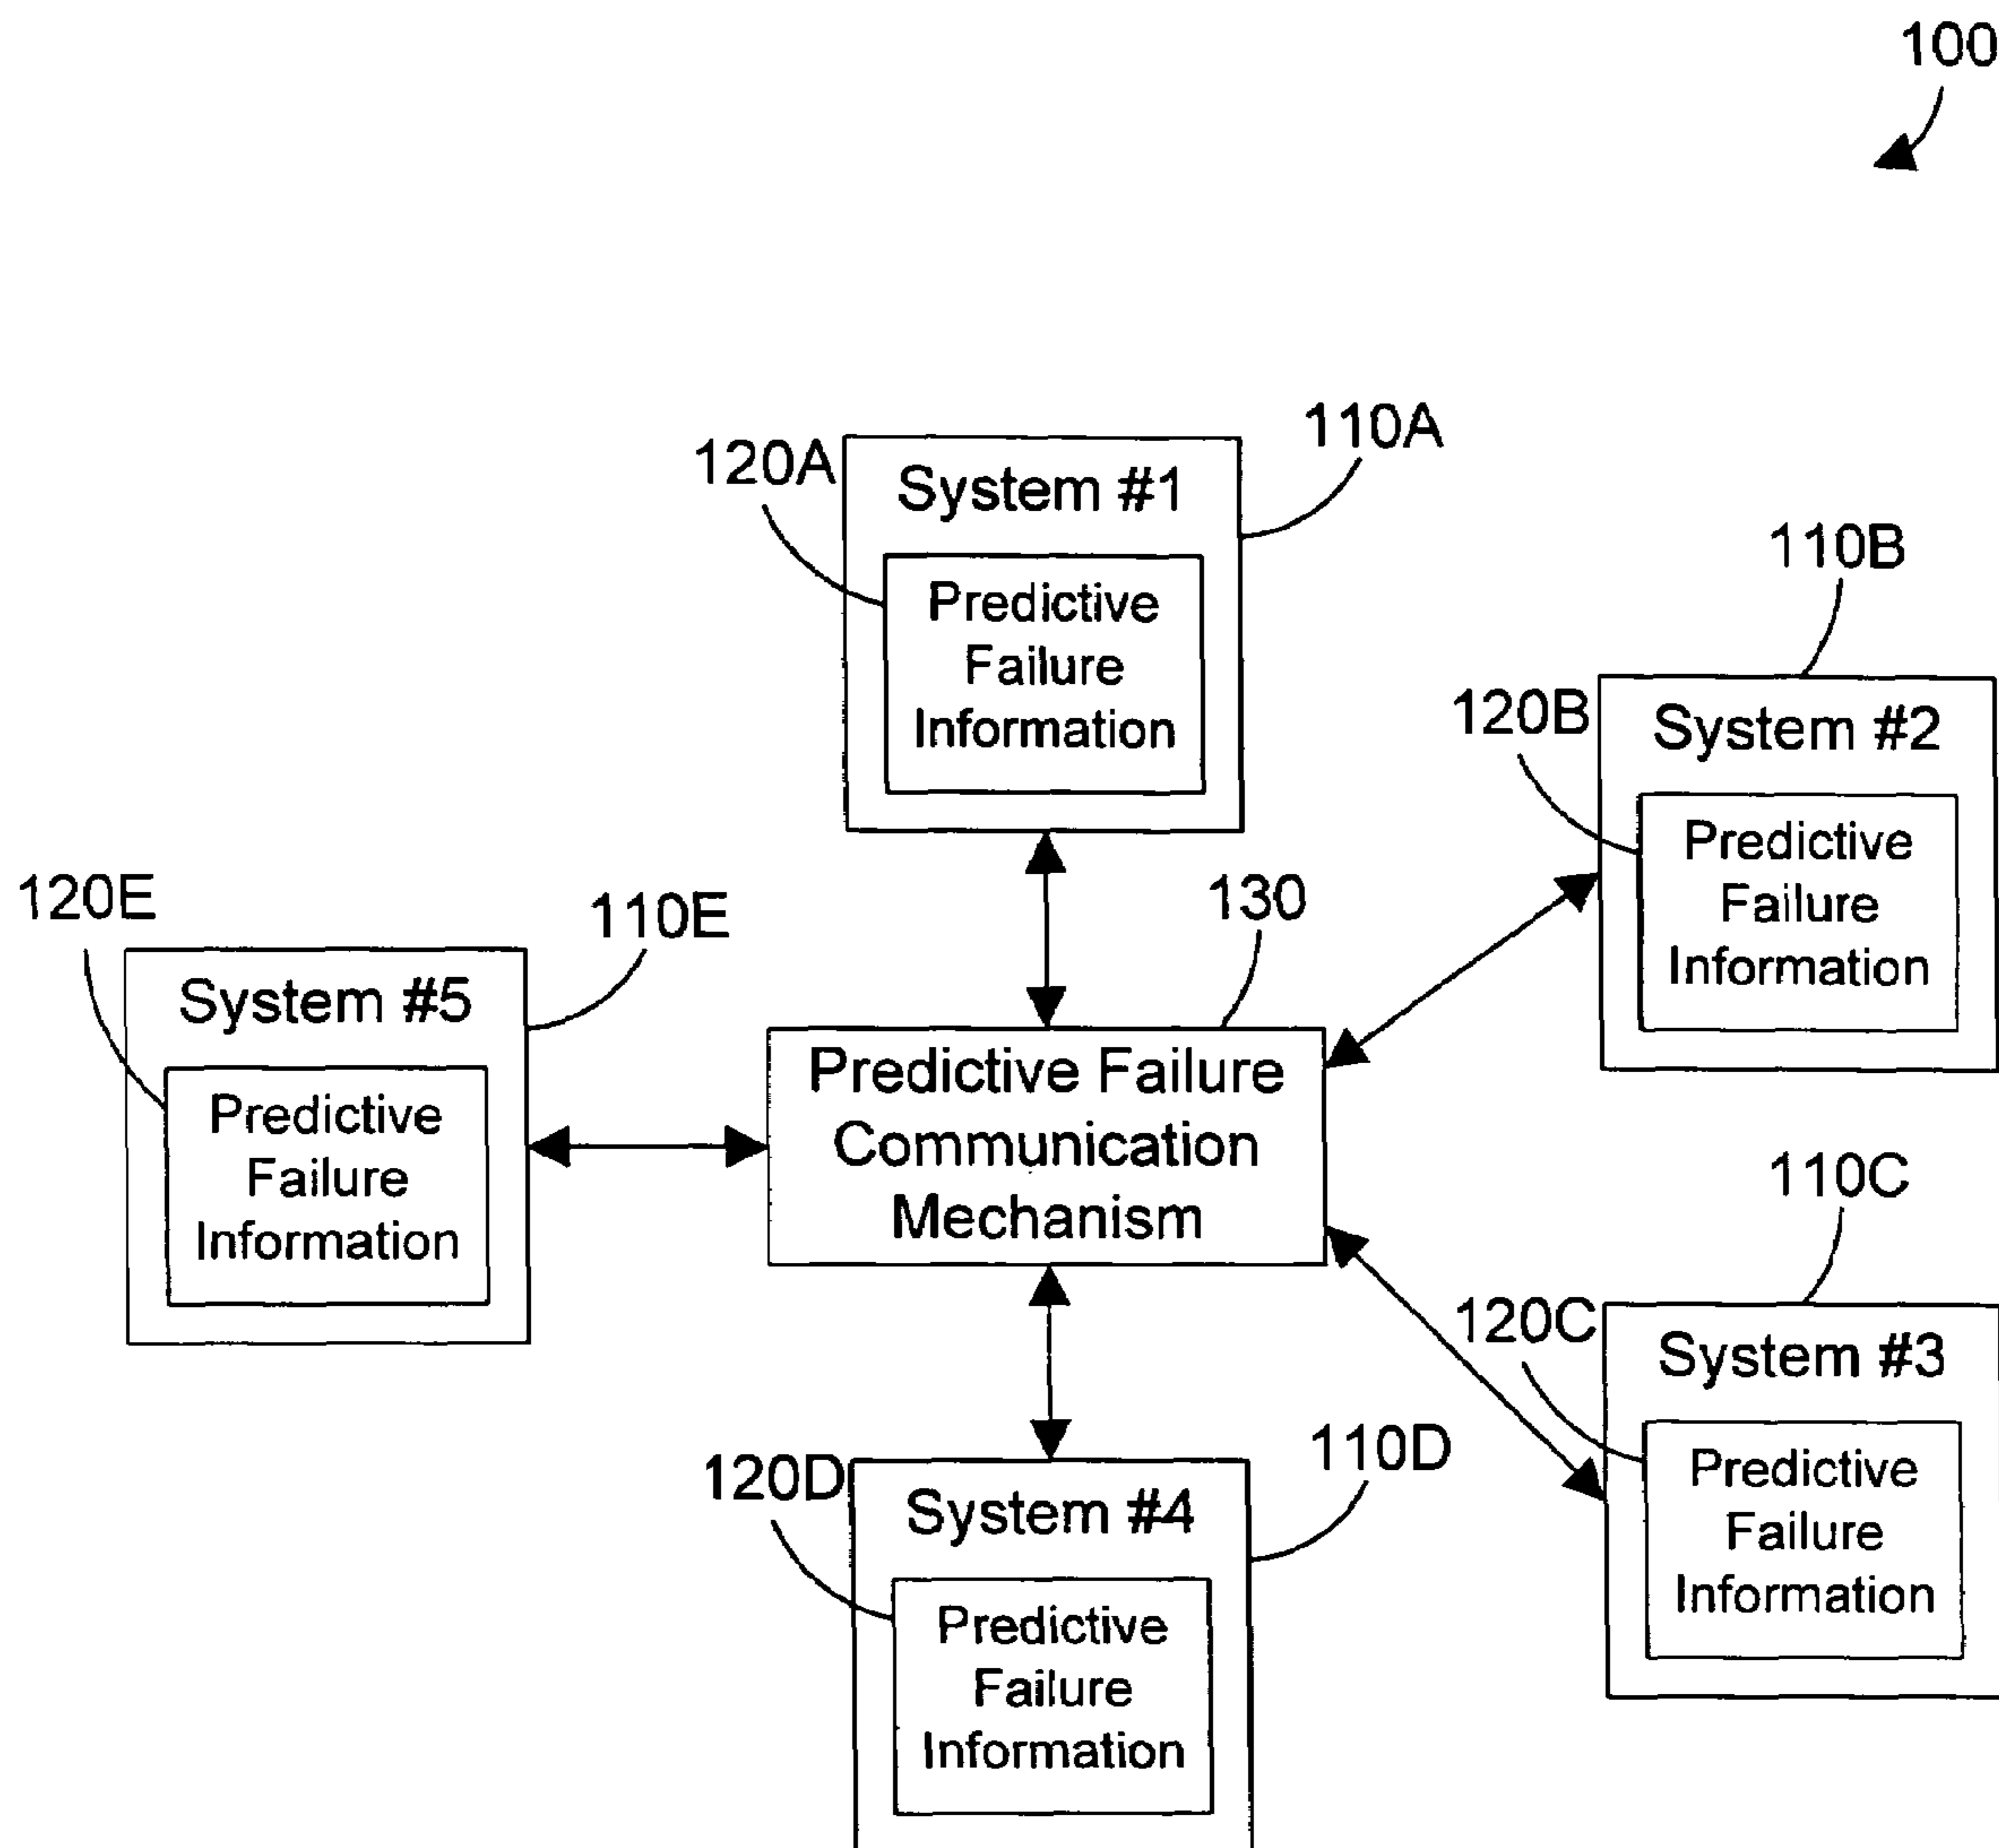 100
110A
120A
System #1
Predictive
Failure
Information
110B
120B
System #2
Predictive
Failure
Information
120E
110E
System #5
Predictive
Failure
Information
130
Predictive Failure
Communication
Mechanism
110C
120C
System #3
Predictive
Failure
Information
120D
110D
System #4
Predictive
Failure
Information